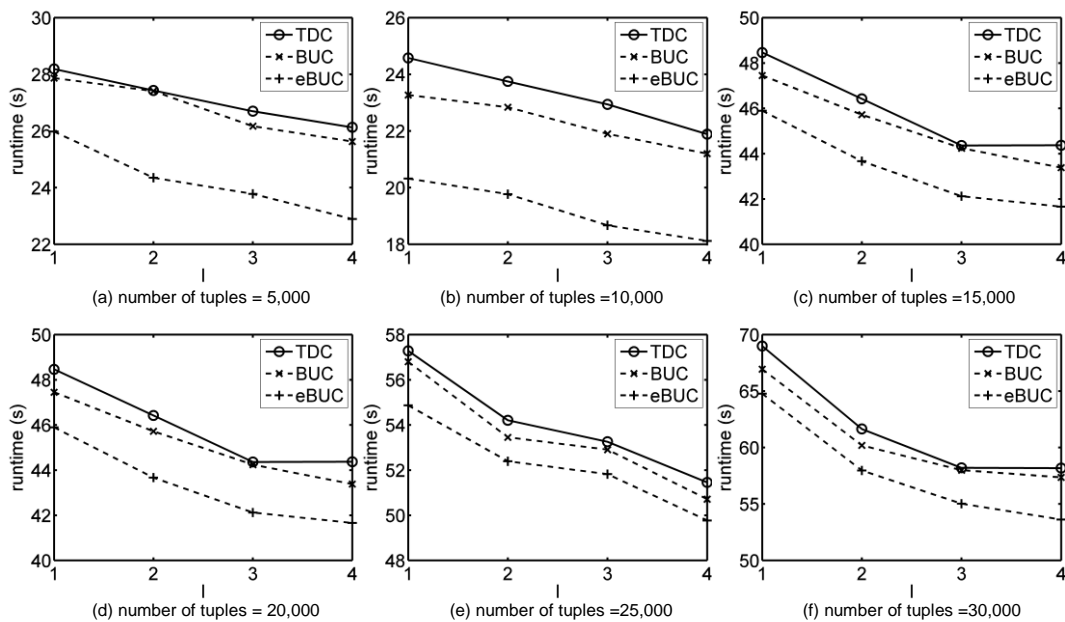 30
28
26
24
22
runtime (s)
TDC
BUC
eBUC
1 2 3 4
l
(a) number of tuples = 5,000
26
24
22
20
18
runtime (s)
TDC
BUC
eBUC
1 2 3 4
l
(b) number of tuples =10,000
50
48
46
44
42
40
runtime (s)
TDC
BUC
eBUC
1 2 3 4
l
(c) number of tuples =15,000
50
48
46
44
42
40
runtime (s)
TDC
BUC
eBUC
1 2 3 4
l
(d) number of tuples = 20,000
58
56
54
52
50
48
runtime (s)
TDC
BUC
eBUC
1 2 3 4
l
(e) number of tuples =25,000
70
65
60
55
50
runtime (s)
TDC
BUC
eBUC
1 2 3 4
l
(f) number of tuples =30,000